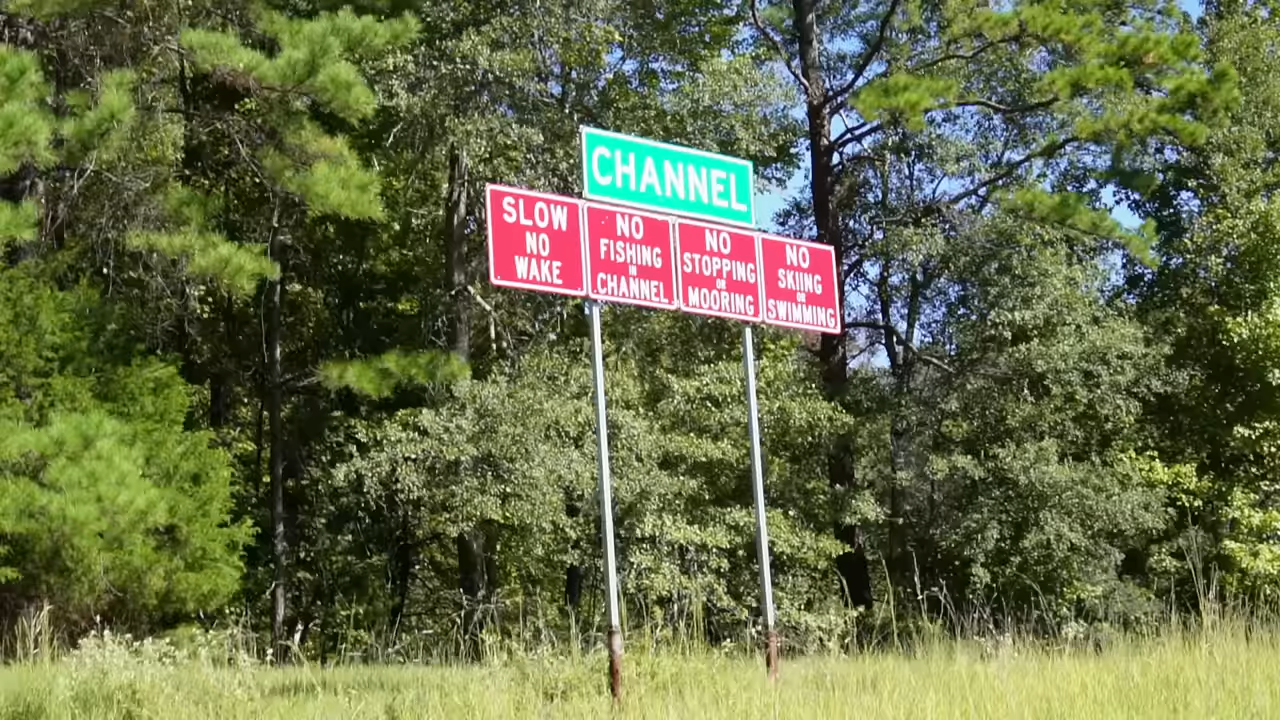 CHANNEL
SLOW
NO
WAKE
NO
FISHING
IN
CHANNEL
NO
STOPPING
OR
MOORING
NO
SKIING
OR
SWIMMING